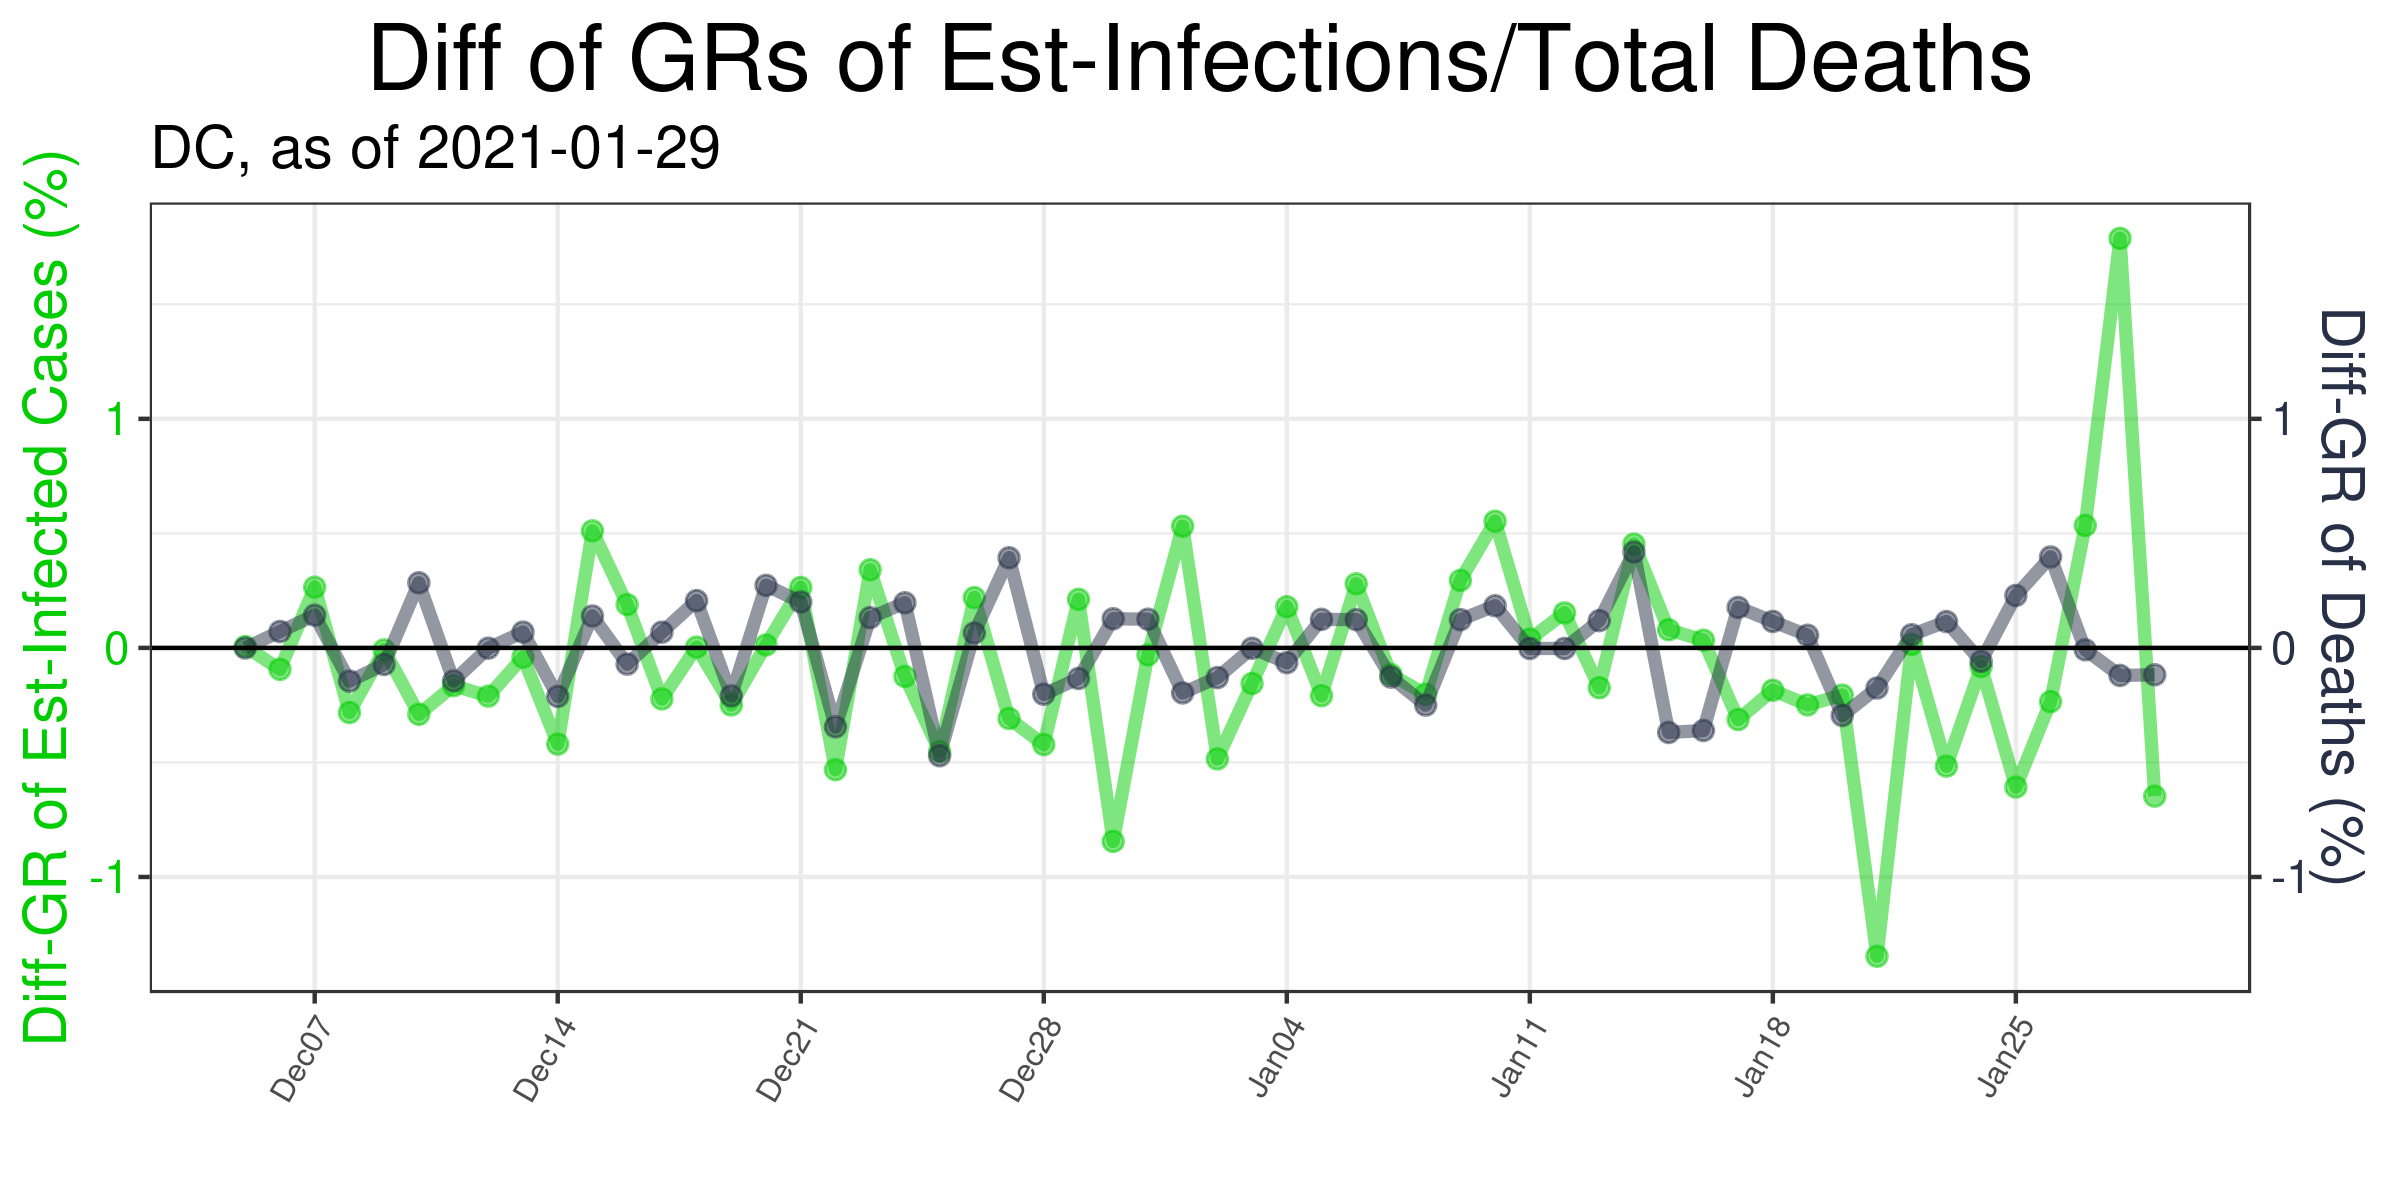 Diff of GRs of Est-Infections/Total Deaths
DC, as of 2021-01-29
Diff-GR of Est-Infected Cases (%)
1
0
-1
1
0
-1
Diff-GR of Deaths (%)
Dec07
Dec14
Dec21
Dec28
Jan04
Jan11
Jan18
Jan25